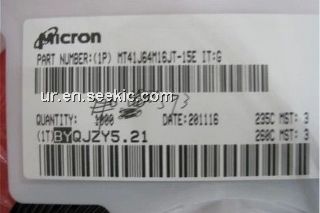 Micron
PART NUMBER:(1P) MT41J64M16JT-15E IT:G
ur.en.seekic.com
QUANTITY: 1000 DATE:201116 235C MST: 3
(1T)BYQJZY5.21 260C MST: 3